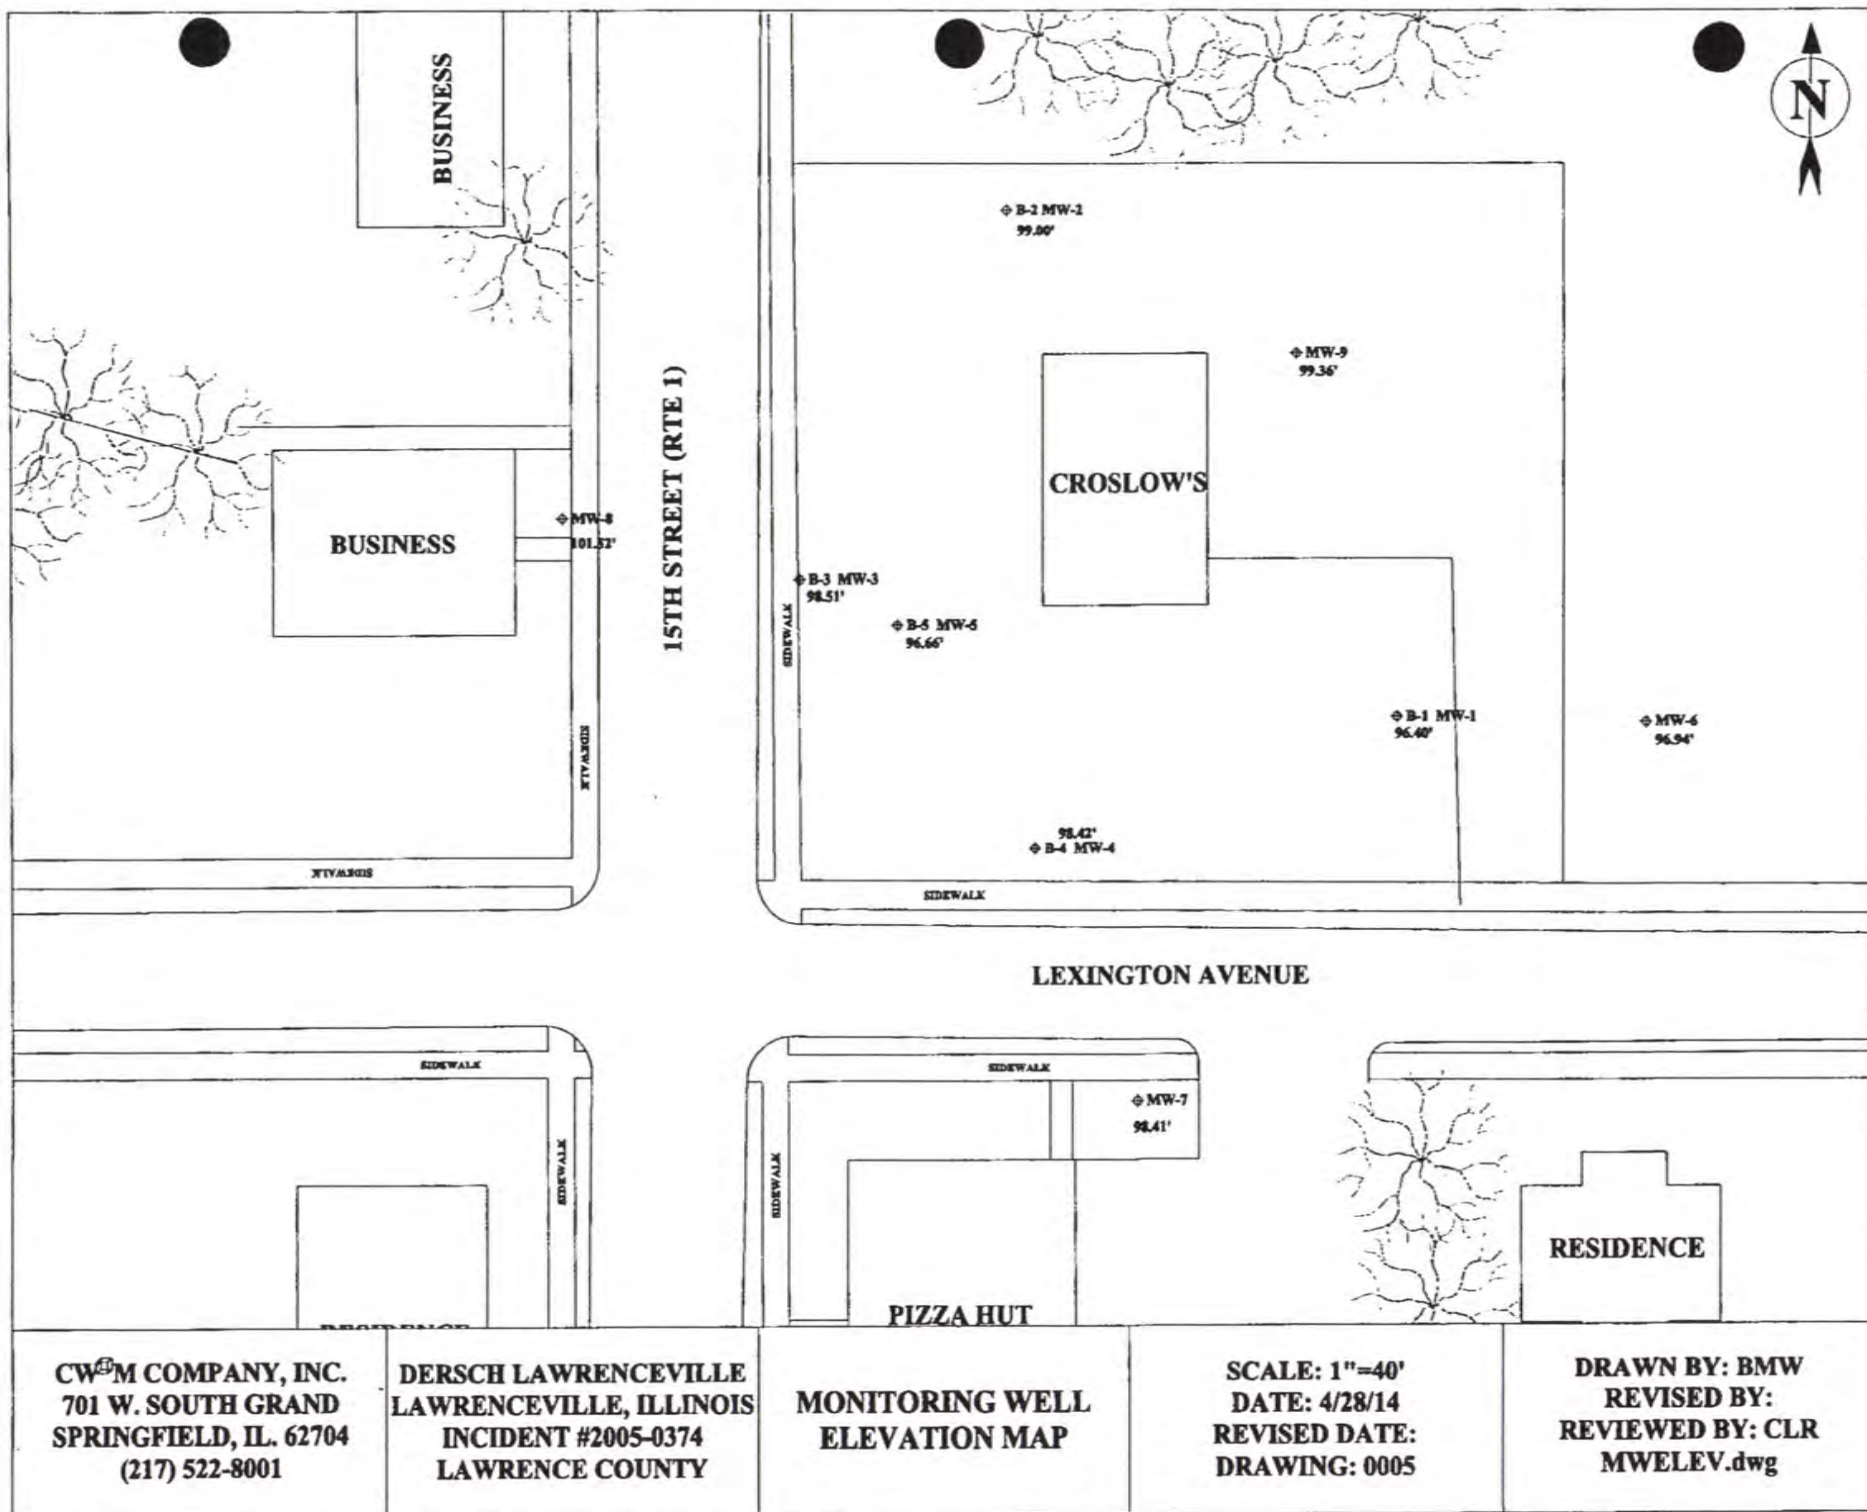 BUSINESS
N
B-2 MW-2
99.00'
MW-9
99.36'
15TH STREET (RTE 1)
CROSLOW'S
MW-8
101.52'
BUSINESS
B-3 MW-3
98.51'
SIDEWALK
B-5 MW-5
96.66'
B-1 MW-1
96.40'
MW-6
96.94'
SIDEWALK
98.42'
B-4 MW-4
SIDEWALK
SIDEWALK
LEXINGTON AVENUE
SIDEWALK
SIDEWALK
MW-7
98.41'
SIDEWALK
SIDEWALK
RESIDENCE
PIZZA HUT
RESIDENCE
CW M COMPANY, INC.
701 W. SOUTH GRAND
SPRINGFIELD, IL. 62704
(217) 522-8001
DERSCH LAWRENCEVILLE
LAWRENCEVILLE, ILLINOIS
INCIDENT #2005-0374
LAWRENCE COUNTY
MONITORING WELL
ELEVATION MAP
SCALE: 1"=40'
DATE: 4/28/14
REVISED DATE:
DRAWING: 0005
DRAWN BY: BMW
REVISED BY:
REVIEWED BY: CLR
MWELEV.dwg